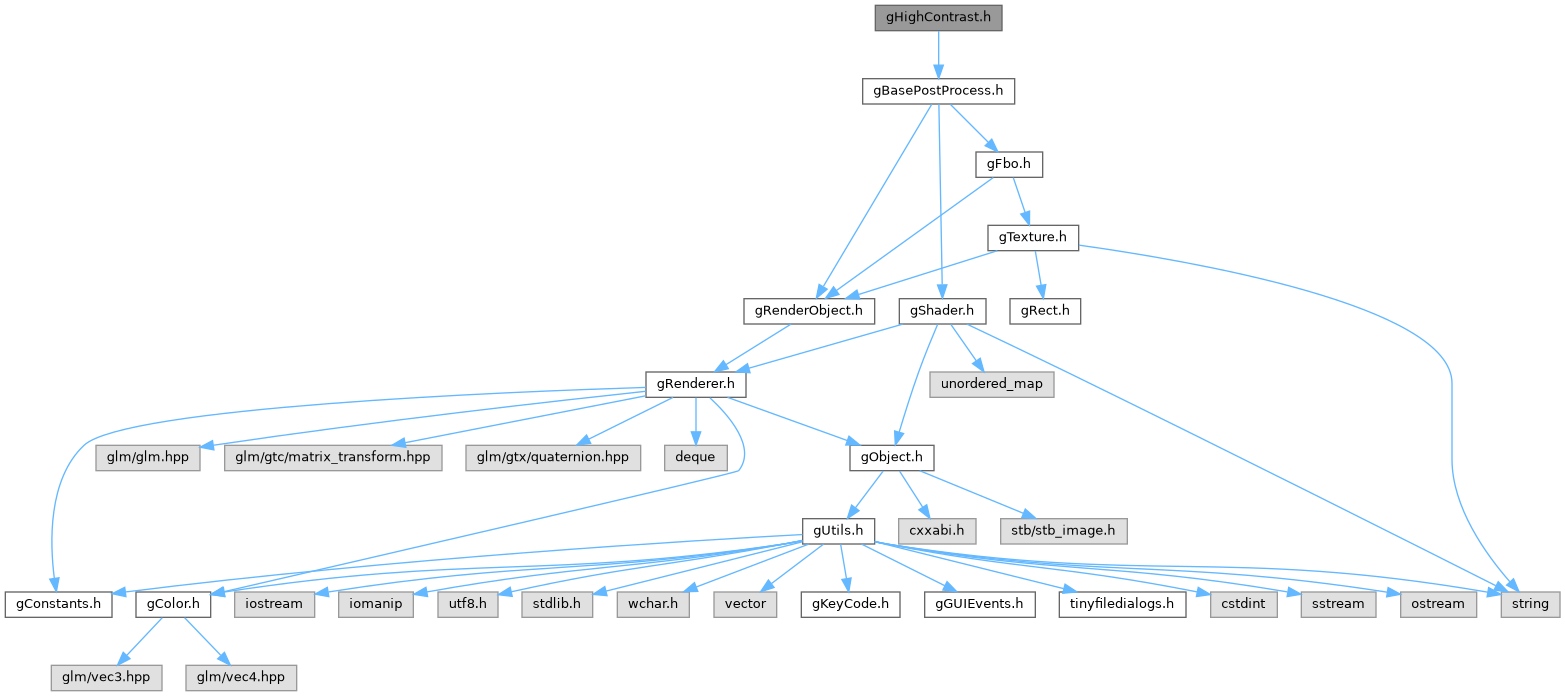 gHighContrast.h
gBasePostProcess.h
gFbo.h
gTexture.h
gRenderObject.h
gShader.h
gRect.h
gRenderer.h
unordered_map
glm/glm.hpp
glm/gtc/matrix_transform.hpp
glm/gtx/quaternion.hpp
deque
gObject.h
gUtils.h
cxxabi.h
stb/stb_image.h
gConstants.h
gColor.h
iostream
iomanip
utf8.h
stdlib.h
wchar.h
vector
gKeyCode.h
gGUIEvents.h
tinyfiledialogs.h
cstdint
sstream
ostream
string
glm/vec3.hpp
glm/vec4.hpp